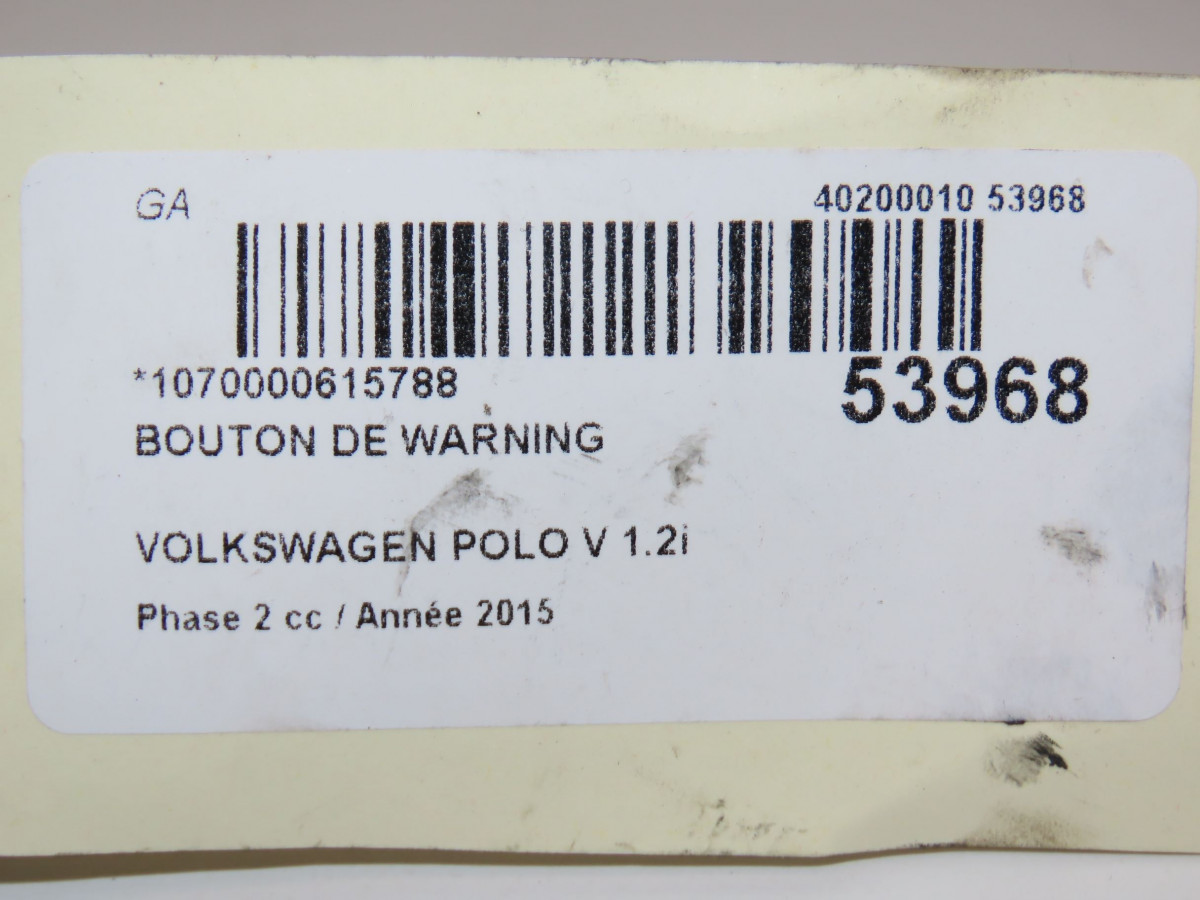 GA
40200010 53968
*1070000615788
53968
BOUTON DE WARNING
VOLKSWAGEN POLO V 1.2i
Phase 2 cc / Année 2015